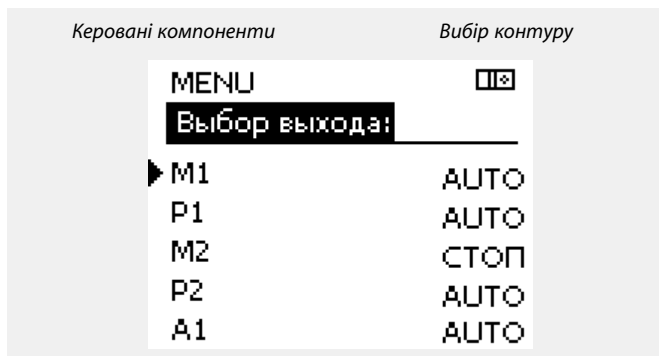 Керовані компоненти Вибір контуру
MENU
Выбор выхода:
M1 AUTO
P1 AUTO
M2 СТОП
P2 AUTO
A1 AUTO